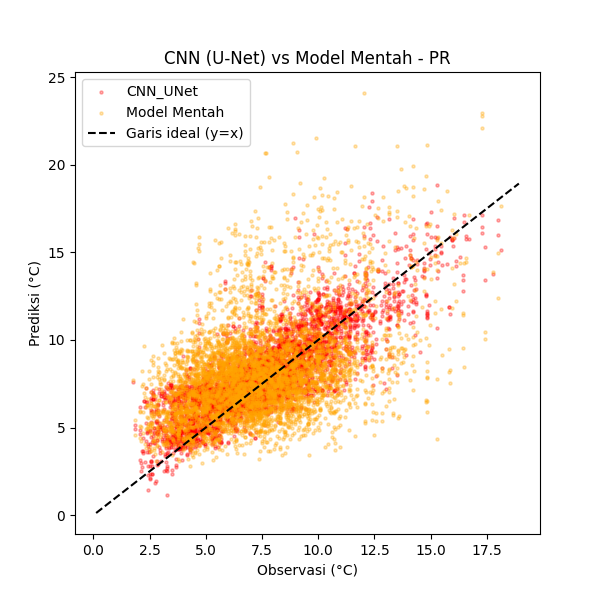 CNN (U-Net) vs Model Mentah - PR
CNN_UNet
Model Mentah
Garis ideal (y=x)
Prediksi (°C)
25
20
15
10
5
0
0.0 2.5 5.0 7.5 10.0 12.5 15.0 17.5
Observasi (°C)